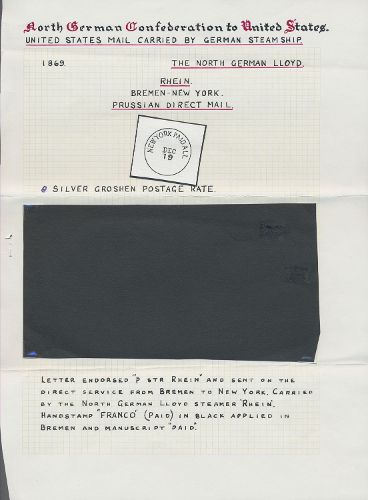 North German Confederation to United States.
UNITED STATES MAIL CARRIED BY GERMAN STEAMSHIP.
1869. THE NORTH GERMAN LLOYD.
RHEIN.
BREMEN-NEW YORK.
PRUSSIAN DIRECT MAIL.
NEW YORK PAID ALL
DEC
19
SILVER GROSHEN POSTAGE RATE.
LETTER ENDORSED "P STR RHEIN" AND SENT ON THE
DIRECT SERVICE FROM BREMEN TO NEW YORK. CARRIED
BY THE NORTH GERMAN LLOYD STEAMER "RHEIN".
HANDSTAMP "FRANCO" (PAID) IN BLACK APPLIED IN
BREMEN AND MANUSCRIPT "PAID".